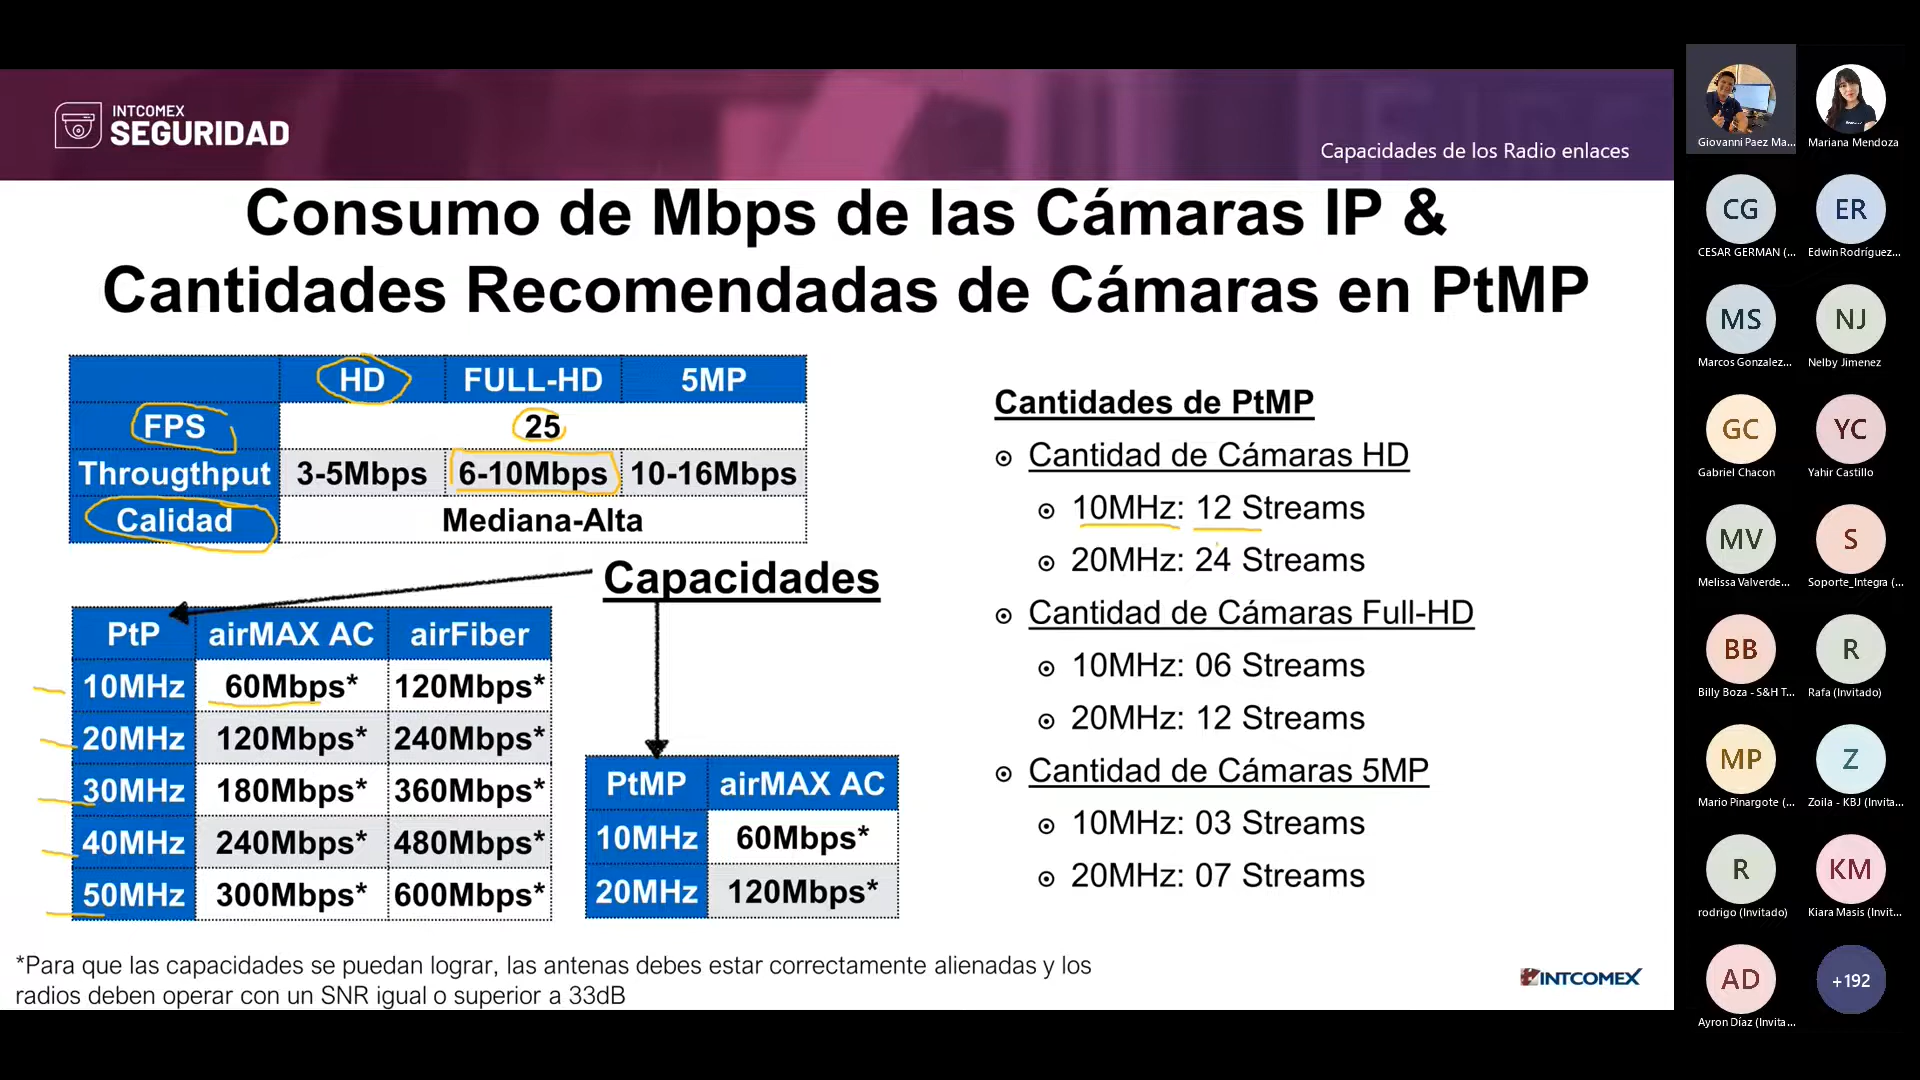 INTCOMEX
SEGURIDAD
Capacidades de los Radio enlaces
Consumo de Mbps de las Cámaras IP &
Cantidades Recomendadas de Cámaras en PtMP
HD FULL-HD 5MP
FPS 25
Througthput 3-5Mbps 6-10Mbps 10-16Mbps
Calidad Mediana-Alta
Capacidades
PtP airMAX AC airFiber
10MHz 60Mbps* 120Mbps*
20MHz 120Mbps* 240Mbps*
30MHz 180Mbps* 360Mbps*
40MHz 240Mbps* 480Mbps*
50MHz 300Mbps* 600Mbps*
PtMP airMAX AC
10MHz 60Mbps*
20MHz 120Mbps*
Cantidades de PtMP
Cantidad de Cámaras HD
10MHz: 12 Streams
20MHz: 24 Streams
Cantidad de Cámaras Full-HD
10MHz: 06 Streams
20MHz: 12 Streams
Cantidad de Cámaras 5MP
10MHz: 03 Streams
20MHz: 07 Streams
*Para que las capacidades se puedan lograr, las antenas debes estar correctamente alienadas y los
radios deben operar con un SNR igual o superior a 33dB
INTCOMEX
Giovanni Paez Ma... Mariana Mendoza
CG ER
CESAR GERMAN (... Edwin Rodríguez...
MS NJ
Marcos Gonzalez... Nelby Jimenez
GC YC
Gabriel Chacon Yahir Castillo
MV S
Melissa Valverde... Soporte_Integra (...
BB R
Billy Boza - S&H T... Rafa (Invitado)
MP Z
Mario Pinargote (... Zoila - KBJ (Invita...
R KM
rodrigo (Invitado) Kiara Masis (Invit...
AD +192
Ayron Díaz (Invita...